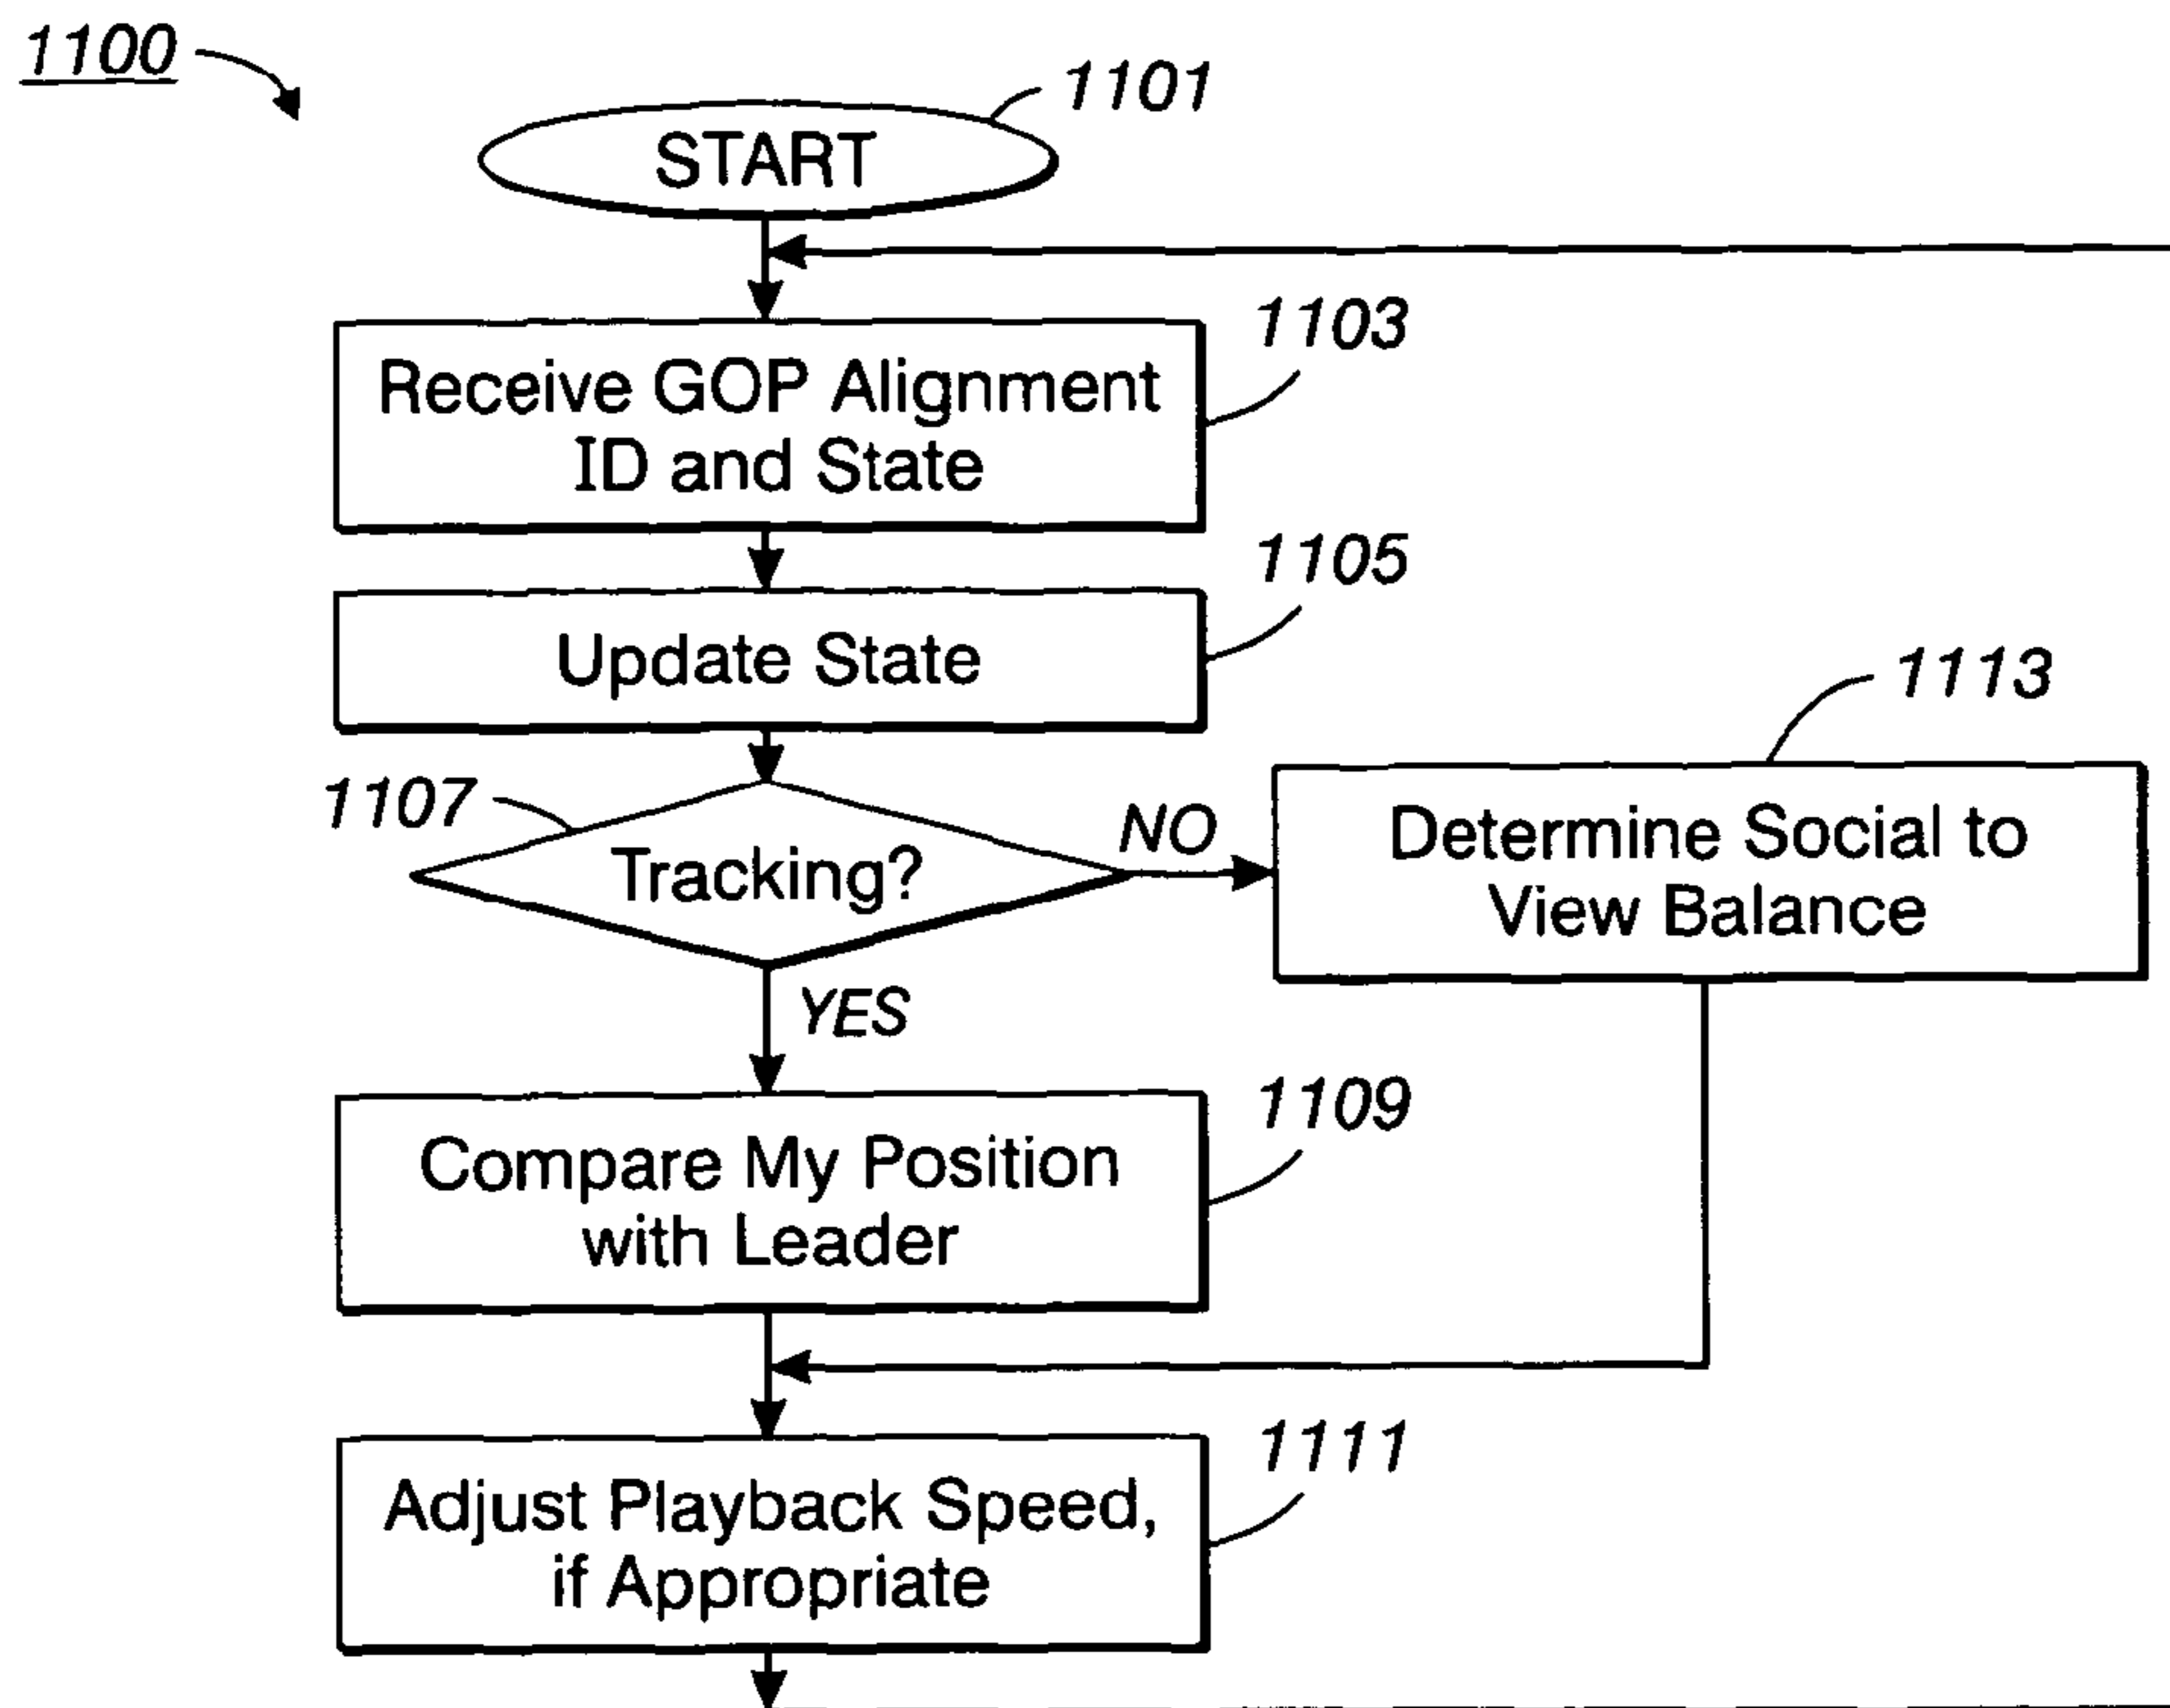 1100
1101
START
1103
Receive GOP Alignment
ID and State
1105
Update State
1113
1107
Tracking?
NO
Determine Social to
View Balance
YES
1109
Compare My Position
with Leader
1111
Adjust Playback Speed,
if Appropriate